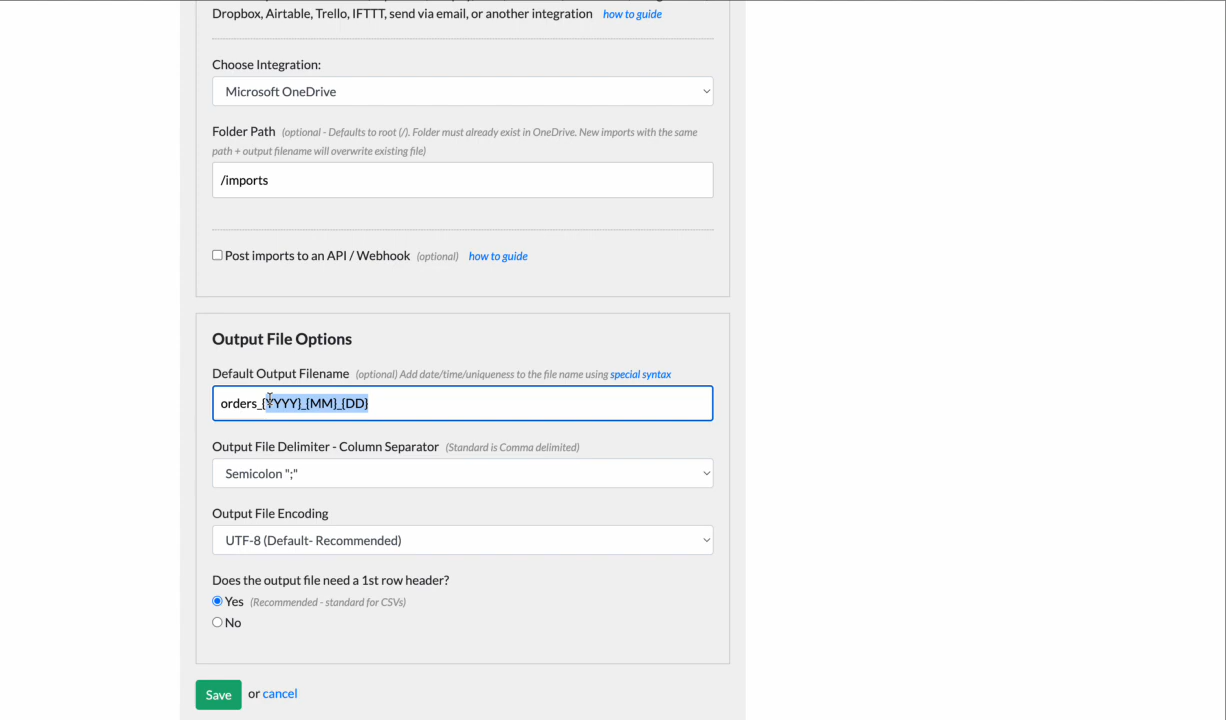 Dropbox, Airtable, Trello, IFTTT, send via email, or another integration how to guide
Choose Integration:
Microsoft OneDrive
Folder Path (optional - Defaults to root (/). Folder must already exist in OneDrive. New imports with the same
path + output filename will overwrite existing file)
/imports
Post imports to an API / Webhook (optional) how to guide
Output File Options
Default Output Filename (optional) Add date/time/uniqueness to the file name using special syntax
orders_{YYYY}_{MM}_{DD}
Output File Delimiter - Column Separator (Standard is Comma delimited)
Semicolon ";"
Output File Encoding
UTF-8 (Default- Recommended)
Does the output file need a 1st row header?
Yes (Recommended - standard for CSVs)
No
Save or cancel